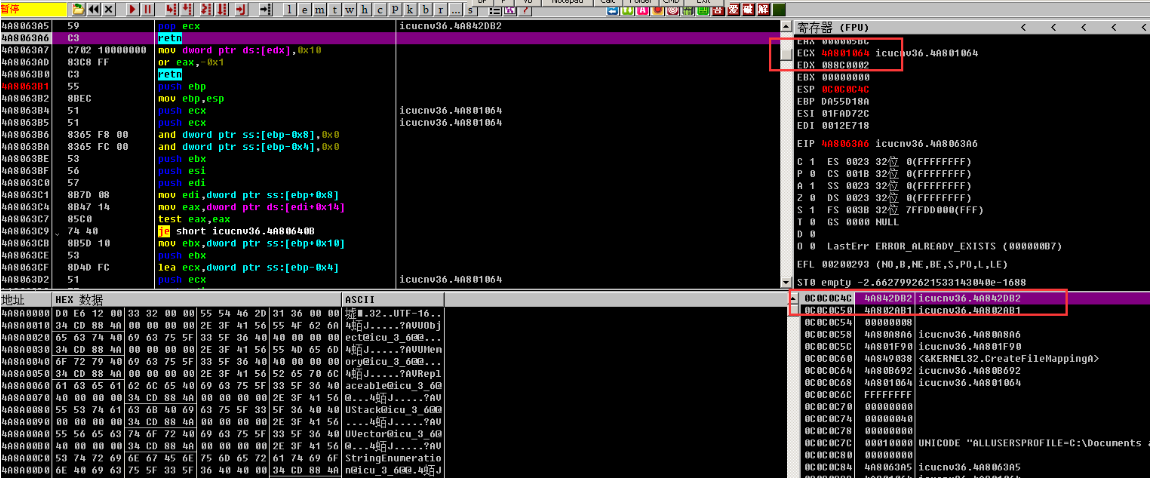 暂停
l e m t w h c P k b r ... s
Notepad Calc Folder CMD Exit
4A8063A5 59 pop ecx icucnv36.4A842DB2
4A8063A6 C3 retn
4A8063A7 C702 10000000 mov dword ptr ds:[edx],0x10
4A8063AD 83C8 FF or eax,-0x1
4A8063B0 C3 retn
4A8063B1 55 push ebp
4A8063B2 8BEC mov ebp,esp
4A8063B4 51 push ecx icucnv36.4A801064
4A8063B5 51 push ecx icucnv36.4A801064
4A8063B6 8365 F8 00 and dword ptr ss:[ebp-0x8],0x0
4A8063BA 8365 FC 00 and dword ptr ss:[ebp-0x4],0x0
4A8063BE 53 push ebx
4A8063BF 56 push esi
4A8063C0 57 push edi
4A8063C1 8B7D 08 mov edi,dword ptr ss:[ebp+0x8]
4A8063C4 8B47 14 mov eax,dword ptr ds:[edi+0x14]
4A8063C7 85C0 test eax,eax
4A8063C9 74 40 je short icucnv36.4A80640B
4A8063CB 8B5D 10 mov ebx,dword ptr ss:[ebp+0x10]
4A8063CE 53 push ebx
4A8063CF 8D4D FC lea ecx,dword ptr ss:[ebp-0x4]
4A8063D2 51 push ecx icucnv36.4A801064
寄存器 (FPU) < < < <
EAX 000005BC
ECX 4A801064 icucnv36.4A801064
EDX 088C0002
EBX 00000000
ESP 0C0C0C4C
EBP DA55D18A
ESI 01FAD72C
EDI 0012E718
EIP 4A8063A6 icucnv36.4A8063A6
C 1 ES 0023 32位 0(FFFFFFFF)
P 0 CS 001B 32位 0(FFFFFFFF)
A 1 SS 0023 32位 0(FFFFFFFF)
Z 0 DS 0023 32位 0(FFFFFFFF)
S 1 FS 003B 32位 7FFDD000(FFF)
T 0 GS 0000 NULL
D 0
O 0 LastErr ERROR_ALREADY_EXISTS (000000B7)
EFL 00200293 (NO,B,NE,BE,S,PO,L,LE)
ST0 empty -2.6627992621533143040e-1688
地址 HEX 数据 ASCII
4A8A0000 D0 E6 12 00 33 32 00 00 55 54 46 2D 31 36 00 00
4A8A0010 34 CD 88 4A 00 00 00 00 2E 3F 41 56 55 4F 62 6A 4蛨J.....?AVUObj
4A8A0020 65 63 74 40 69 63 75 5F 33 5F 36 40 40 00 00 00 ect@icu_3_6@@...
4A8A0030 34 CD 88 4A 00 00 00 00 2E 3F 41 56 55 4D 65 6D 4蛨J.....?AVUMem
4A8A0040 6F 72 79 40 69 63 75 5F 33 5F 36 40 40 00 00 00 ory@icu_3_6@@...
4A8A0050 34 CD 88 4A 00 00 00 00 2E 3F 41 56 52 65 70 6C 4蛨J.....?AVRepl
4A8A0060 61 63 65 61 62 6C 65 40 69 63 75 5F 33 5F 36 40 aceable@icu_3_6@
4A8A0070 40 00 00 00 34 CD 88 4A 00 00 00 00 2E 3F 41 56 @...4蛨J.....?AV
4A8A0080 55 53 74 61 63 6B 40 69 63 75 5F 33 5F 36 40 40 UStack@icu_3_6@@
4A8A0090 00 00 00 00 34 CD 88 4A 00 00 00 00 2E 3F 41 56 ....4蛨J.....?AV
4A8A00A0 55 56 65 63 74 6F 72 40 69 63 75 5F 33 5F 36 40 UVector@icu_3_6@
4A8A00B0 40 00 00 00 34 CD 88 4A 00 00 00 00 2E 3F 41 56 @...4蛨J.....?AV
4A8A00C0 53 74 72 69 6E 67 45 6E 75 6D 65 72 61 74 69 6F StringEnumeratio
4A8A00D0 6E 40 69 63 75 5F 33 5F 36 40 40 00 34 CD 88 4A n@icu_3_6@@.4蛨J
0C0C0C4C 4A842DB2 icucnv36.4A842DB2
0C0C0C50 4A802AB1 icucnv36.4A802AB1
0C0C0C54 00000008
0C0C0C58 4A80A8A6 icucnv36.4A80A8A6
0C0C0C5C 4A801F90 icucnv36.4A801F90
0C0C0C60 4A849038 <&KERNEL32.CreateFileMappingA>
0C0C0C64 4A80B692 icucnv36.4A80B692
0C0C0C68 4A801064 icucnv36.4A801064
0C0C0C6C FFFFFFFF
0C0C0C70 00000000
0C0C0C74 00000040
0C0C0C78 00000000
0C0C0C7C 00010000 UNICODE "ALLUSERSPROFILE=C:\Documents a
0C0C0C80 00000000
0C0C0C84 4A8063A5 icucnv36.4A8063A5